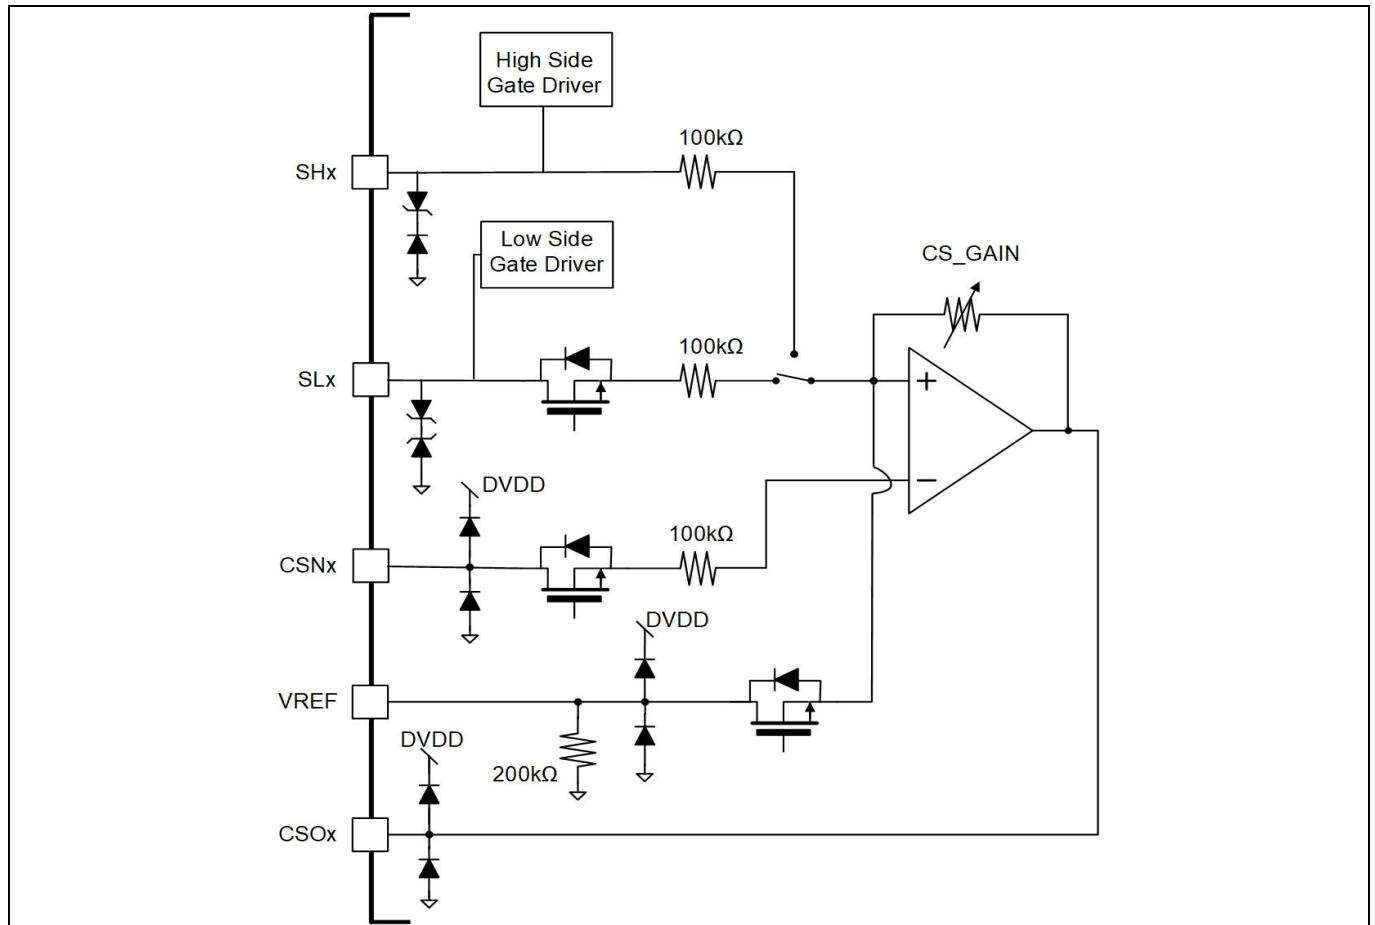 High Side
Gate Driver
100kΩ
SHx
Low Side
Gate Driver
CS_GAIN
100kΩ
SLx
+
DVDD
−
100kΩ
CSNx
DVDD
VREF
DVDD
200kΩ
CSOx